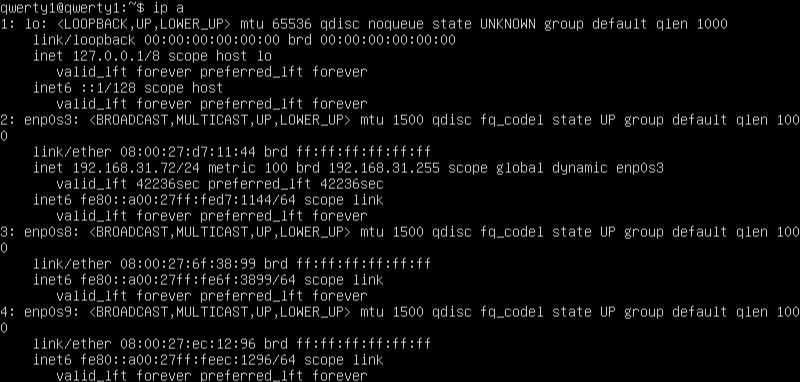 qwerty1@qwerty1:~$ ip a
1: lo: <LOOPBACK,UP,LOWER_UP> mtu 65536 qdisc noqueue state UNKNOWN group default qlen 1000
    link/loopback 00:00:00:00:00:00 brd 00:00:00:00:00:00
    inet 127.0.0.1/8 scope host lo
       valid_lft forever preferred_lft forever
    inet6 ::1/128 scope host
       valid_lft forever preferred_lft forever
2: enp0s3: <BROADCAST,MULTICAST,UP,LOWER_UP> mtu 1500 qdisc fq_codel state UP group default qlen 100
0
    link/ether 08:00:27:d7:11:44 brd ff:ff:ff:ff:ff:ff
    inet 192.168.31.72/24 metric 100 brd 192.168.31.255 scope global dynamic enp0s3
       valid_lft 42236sec preferred_lft 42236sec
    inet6 fe80::a00:27ff:fed7:1144/64 scope link
       valid_lft forever preferred_lft forever
3: enp0s8: <BROADCAST,MULTICAST,UP,LOWER_UP> mtu 1500 qdisc fq_codel state UP group default qlen 100
0
    link/ether 08:00:27:6f:38:99 brd ff:ff:ff:ff:ff:ff
    inet6 fe80::a00:27ff:fe6f:3899/64 scope link
       valid_lft forever preferred_lft forever
4: enp0s9: <BROADCAST,MULTICAST,UP,LOWER_UP> mtu 1500 qdisc fq_codel state UP group default qlen 100
0
    link/ether 08:00:27:ec:12:96 brd ff:ff:ff:ff:ff:ff
    inet6 fe80::a00:27ff:feec:1296/64 scope link
       valid_lft forever preferred_lft forever